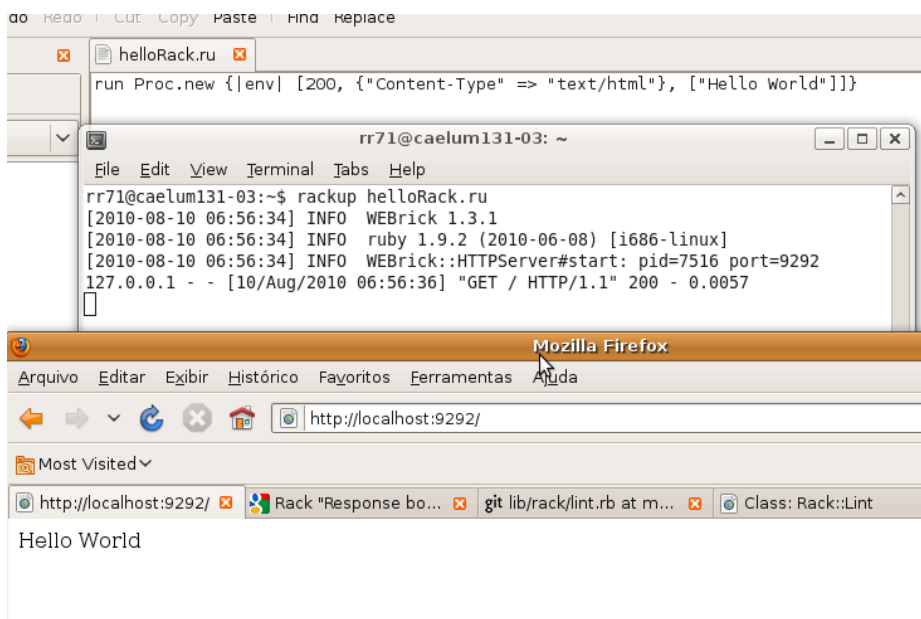 do Redo Cut Copy Paste Find Replace
helloRack.ru
run Proc.new {|env| [200, {"Content-Type" => "text/html"}, ["Hello World"]]}
rr71@caelum131-03: ~
File Edit View Terminal Tabs Help
rr71@caelum131-03:~$ rackup helloRack.ru
[2010-08-10 06:56:34] INFO  WEBrick 1.3.1
[2010-08-10 06:56:34] INFO  ruby 1.9.2 (2010-06-08) [i686-linux]
[2010-08-10 06:56:34] INFO  WEBrick::HTTPServer#start: pid=7516 port=9292
127.0.0.1 - - [10/Aug/2010 06:56:36] "GET / HTTP/1.1" 200 - 0.0057
Mozilla Firefox
Arquivo Editar Exibir Histórico Favoritos Ferramentas Ajuda
http://localhost:9292/
Most Visited
http://localhost:9292/ Rack "Response bo... git lib/rack/lint.rb at m... Class: Rack::Lint
Hello World